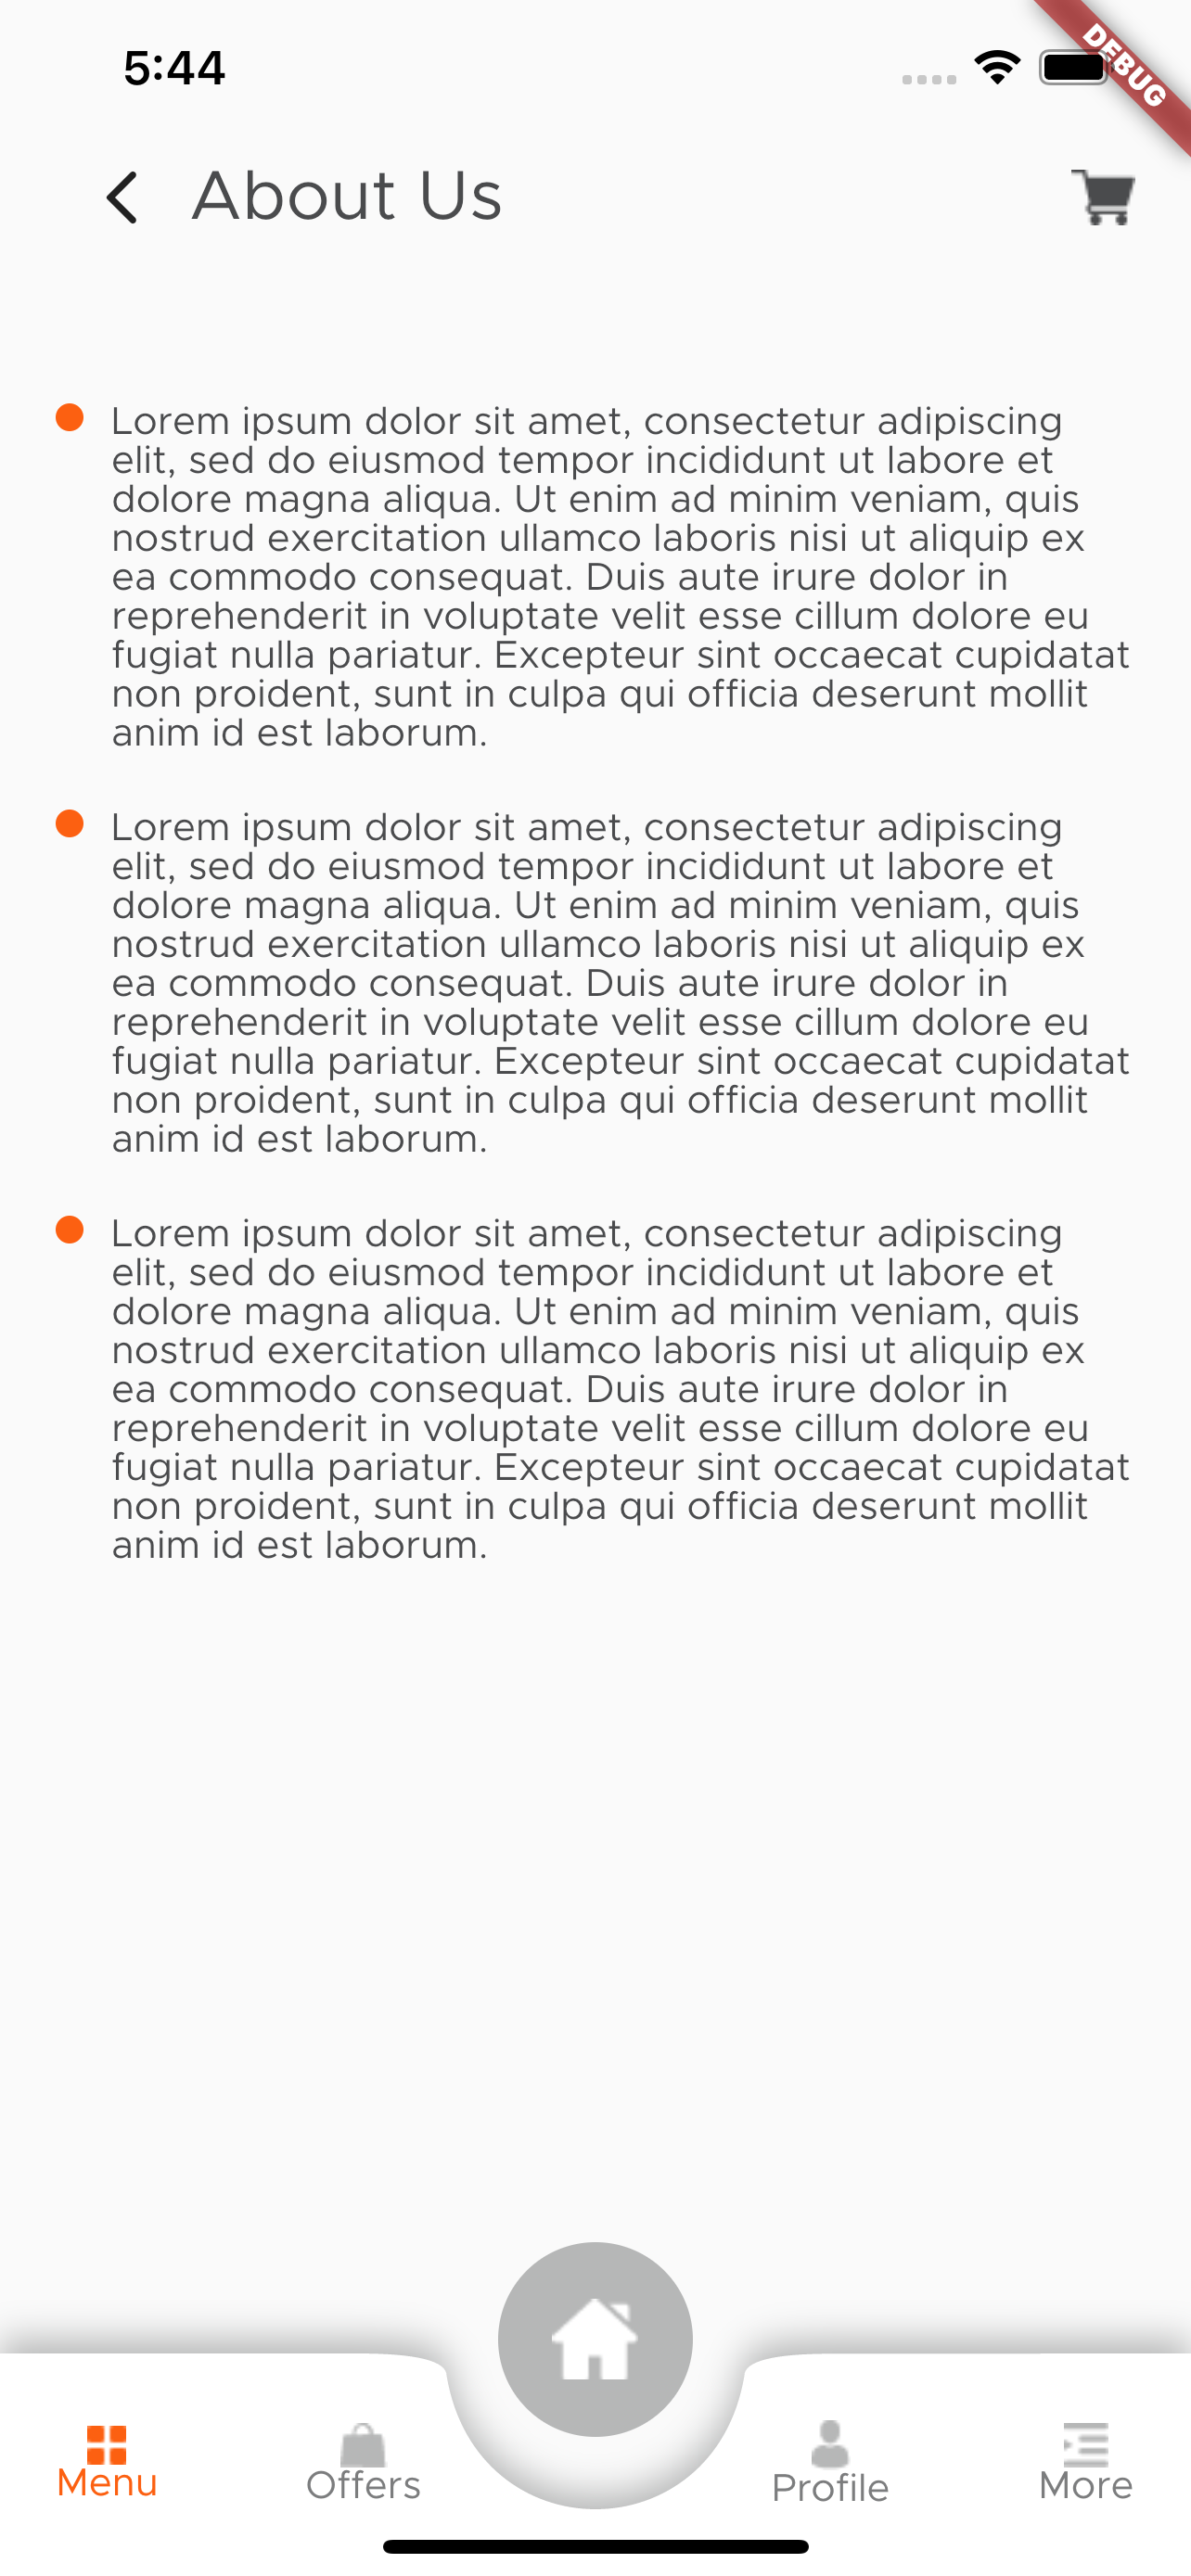 5:44
DEBUG
About Us
Lorem ipsum dolor sit amet, consectetur adipiscing
elit, sed do eiusmod tempor incididunt ut labore et
dolore magna aliqua. Ut enim ad minim veniam, quis
nostrud exercitation ullamco laboris nisi ut aliquip ex
ea commodo consequat. Duis aute irure dolor in
reprehenderit in voluptate velit esse cillum dolore eu
fugiat nulla pariatur. Excepteur sint occaecat cupidatat
non proident, sunt in culpa qui officia deserunt mollit
anim id est laborum.
Lorem ipsum dolor sit amet, consectetur adipiscing
elit, sed do eiusmod tempor incididunt ut labore et
dolore magna aliqua. Ut enim ad minim veniam, quis
nostrud exercitation ullamco laboris nisi ut aliquip ex
ea commodo consequat. Duis aute irure dolor in
reprehenderit in voluptate velit esse cillum dolore eu
fugiat nulla pariatur. Excepteur sint occaecat cupidatat
non proident, sunt in culpa qui officia deserunt mollit
anim id est laborum.
Lorem ipsum dolor sit amet, consectetur adipiscing
elit, sed do eiusmod tempor incididunt ut labore et
dolore magna aliqua. Ut enim ad minim veniam, quis
nostrud exercitation ullamco laboris nisi ut aliquip ex
ea commodo consequat. Duis aute irure dolor in
reprehenderit in voluptate velit esse cillum dolore eu
fugiat nulla pariatur. Excepteur sint occaecat cupidatat
non proident, sunt in culpa qui officia deserunt mollit
anim id est laborum.
Menu
Offers
Profile
More